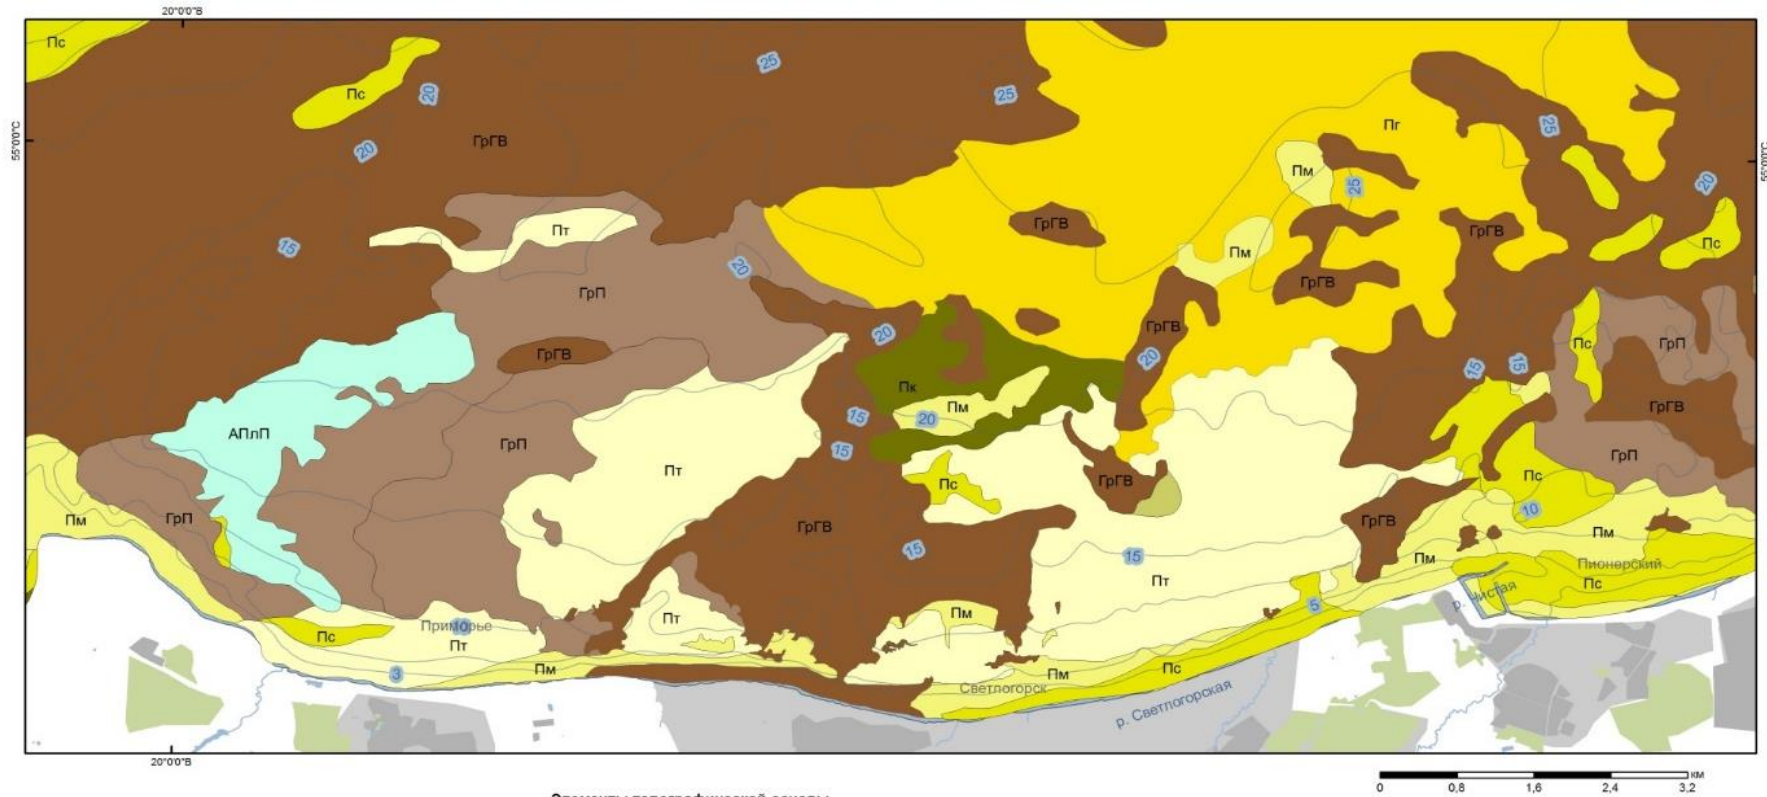 20°0'0"В
Пс
25
Пс
20
25
Пг
25
55°0'0"С
ГрГВ
20
55°0'0"С
Пм
25
20
Пт
ГрГВ
ГрГВ
Пс
15
Пм
20
ГрП
ГрГВ
ГрГВ
20
Пс
ГрП
ГрГВ
20
15
15
Пк
Пм
20
15
ГрГВ
АПлП
ГрП
15
ГрП
Пт
Пс
ГрГВ
Пс
10
Пм
ГрП
ГрГВ
ГрГВ
Пм
15
15
Пм
Пионерский
Пт
Пс
р. Чистая
5
Пм
Пт
Приморье
Пс
Пт
Пм
Пм
Пс
3
Светлогорск
р. Светлогорская
20°0'0"В
км
0 0,8 1,6 2,4 3,2